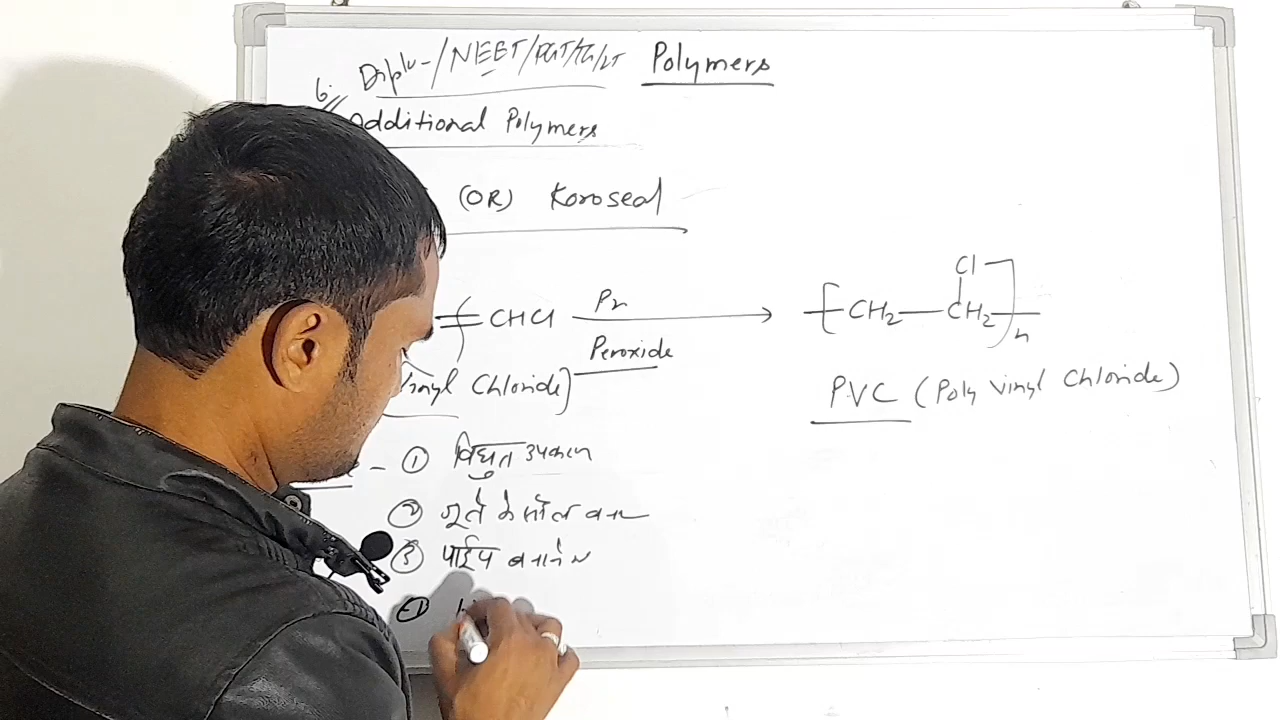 6. Diplo-/NEET/PGT/TGT/LT Polymers
Additional Polymers
(OR) Koroseal
=CHCl Pr Peroxide → [CH2—CH2]n Cl
Vinyl Chloride] PVC (Poly Vinyl Chloride)
① विद्युत उपकरण
② जूते के सोल बना
③ पाईप बनाने म
④